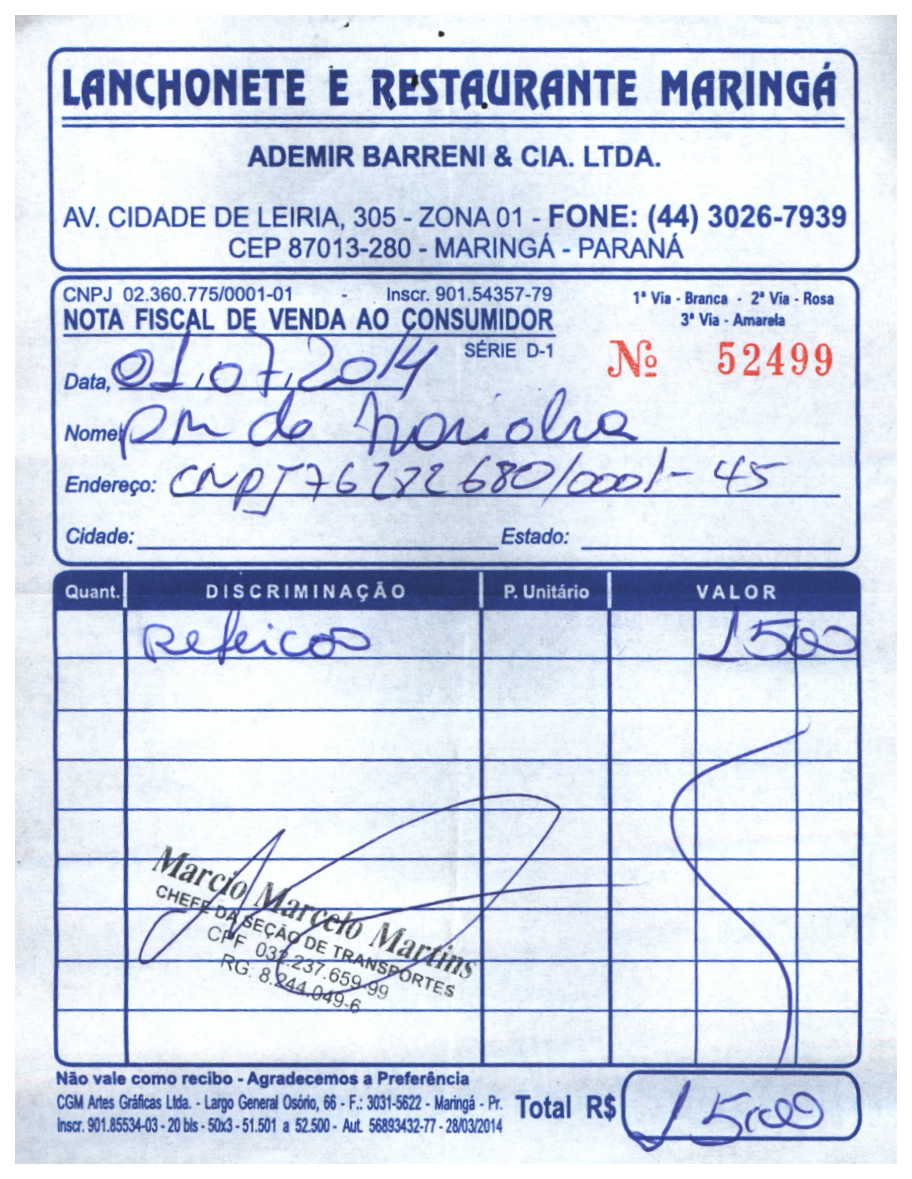 LANCHONETE E RESTAURANTE MARINGÁ
ADEMIR BARRENI & CIA. LTDA.
AV. CIDADE DE LEIRIA, 305 - ZONA 01 - FONE: (44) 3026-7939
CEP 87013-280 - MARINGÁ - PARANÁ
CNPJ 02.360.775/0001-01 - Inscr. 901.54357-79
1ª Via - Branca - 2ª Via - Rosa
3ª Via - Amarela
NOTA FISCAL DE VENDA AO CONSUMIDOR
SÉRIE D-1
Nº 52499
Data, 01,07,2014
Nome: PM de
Endereço: CNPJ 76282680/0001-45
Cidade: Estado:
Quant. DISCRIMINAÇÃO P. Unitário VALOR
Refeicoo 1500
Marcio Marcelo Martins
CHEFE DA SEÇÃO DE TRANSPORTES
CPF 032.237.659-99
RG: 8.244.049-6
Não vale como recibo - Agradecemos a Preferência
CGM Artes Gráficas Ltda. - Largo General Osório, 66 - F.: 3031-5622 - Maringá - Pr.
Inscr. 901.85534-03 - 20 bls - 50x3 - 51.501 a 52.500 - Aut. 56893432-77 - 28/03/2014
Total R$ 15,00